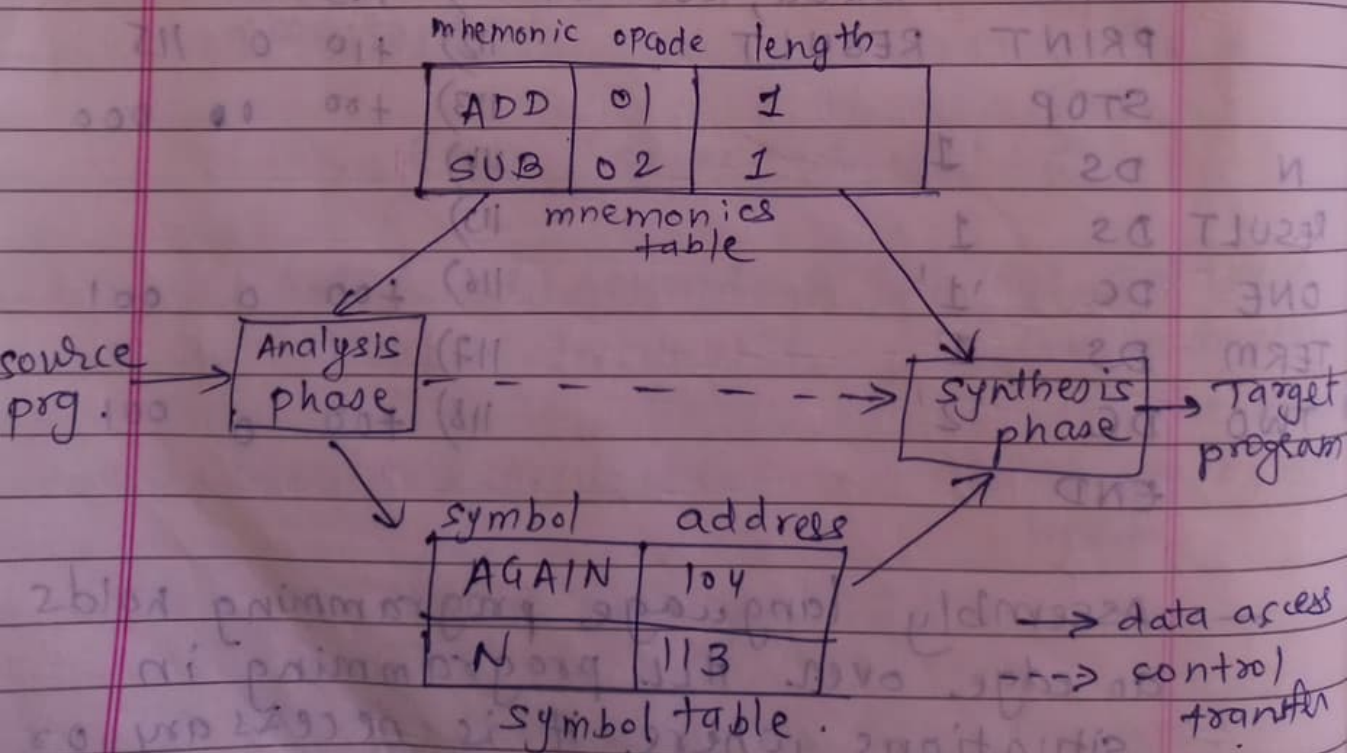 mnemonic opcode length
ADD 01 1
SUB 02 1
mnemonics
table
source
prg.
Analysis
phase
synthesis
phase
Target
program
symbol address
AGAIN 104
N 113
symbol table.
→ data access
---> control